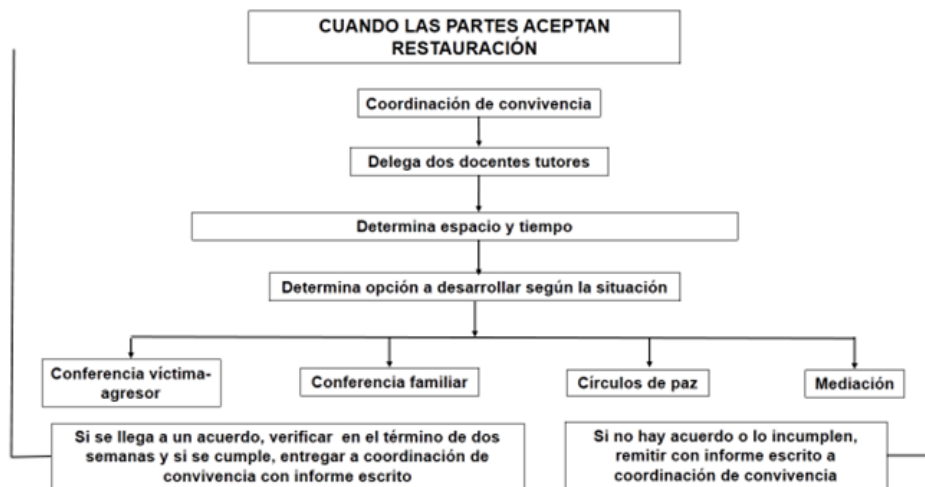 CUANDO LAS PARTES ACEPTAN
RESTAURACIÓN
Coordinación de convivencia
Delega dos docentes tutores
Determina espacio y tiempo
Determina opción a desarrollar según la situación
Conferencia víctima-
agresor
Conferencia familiar
Círculos de paz
Mediación
Si se llega a un acuerdo, verificar en el término de dos
semanas y si se cumple, entregar a coordinación de
convivencia con informe escrito
Si no hay acuerdo o lo incumplen,
remitir con informe escrito a
coordinación de convivencia